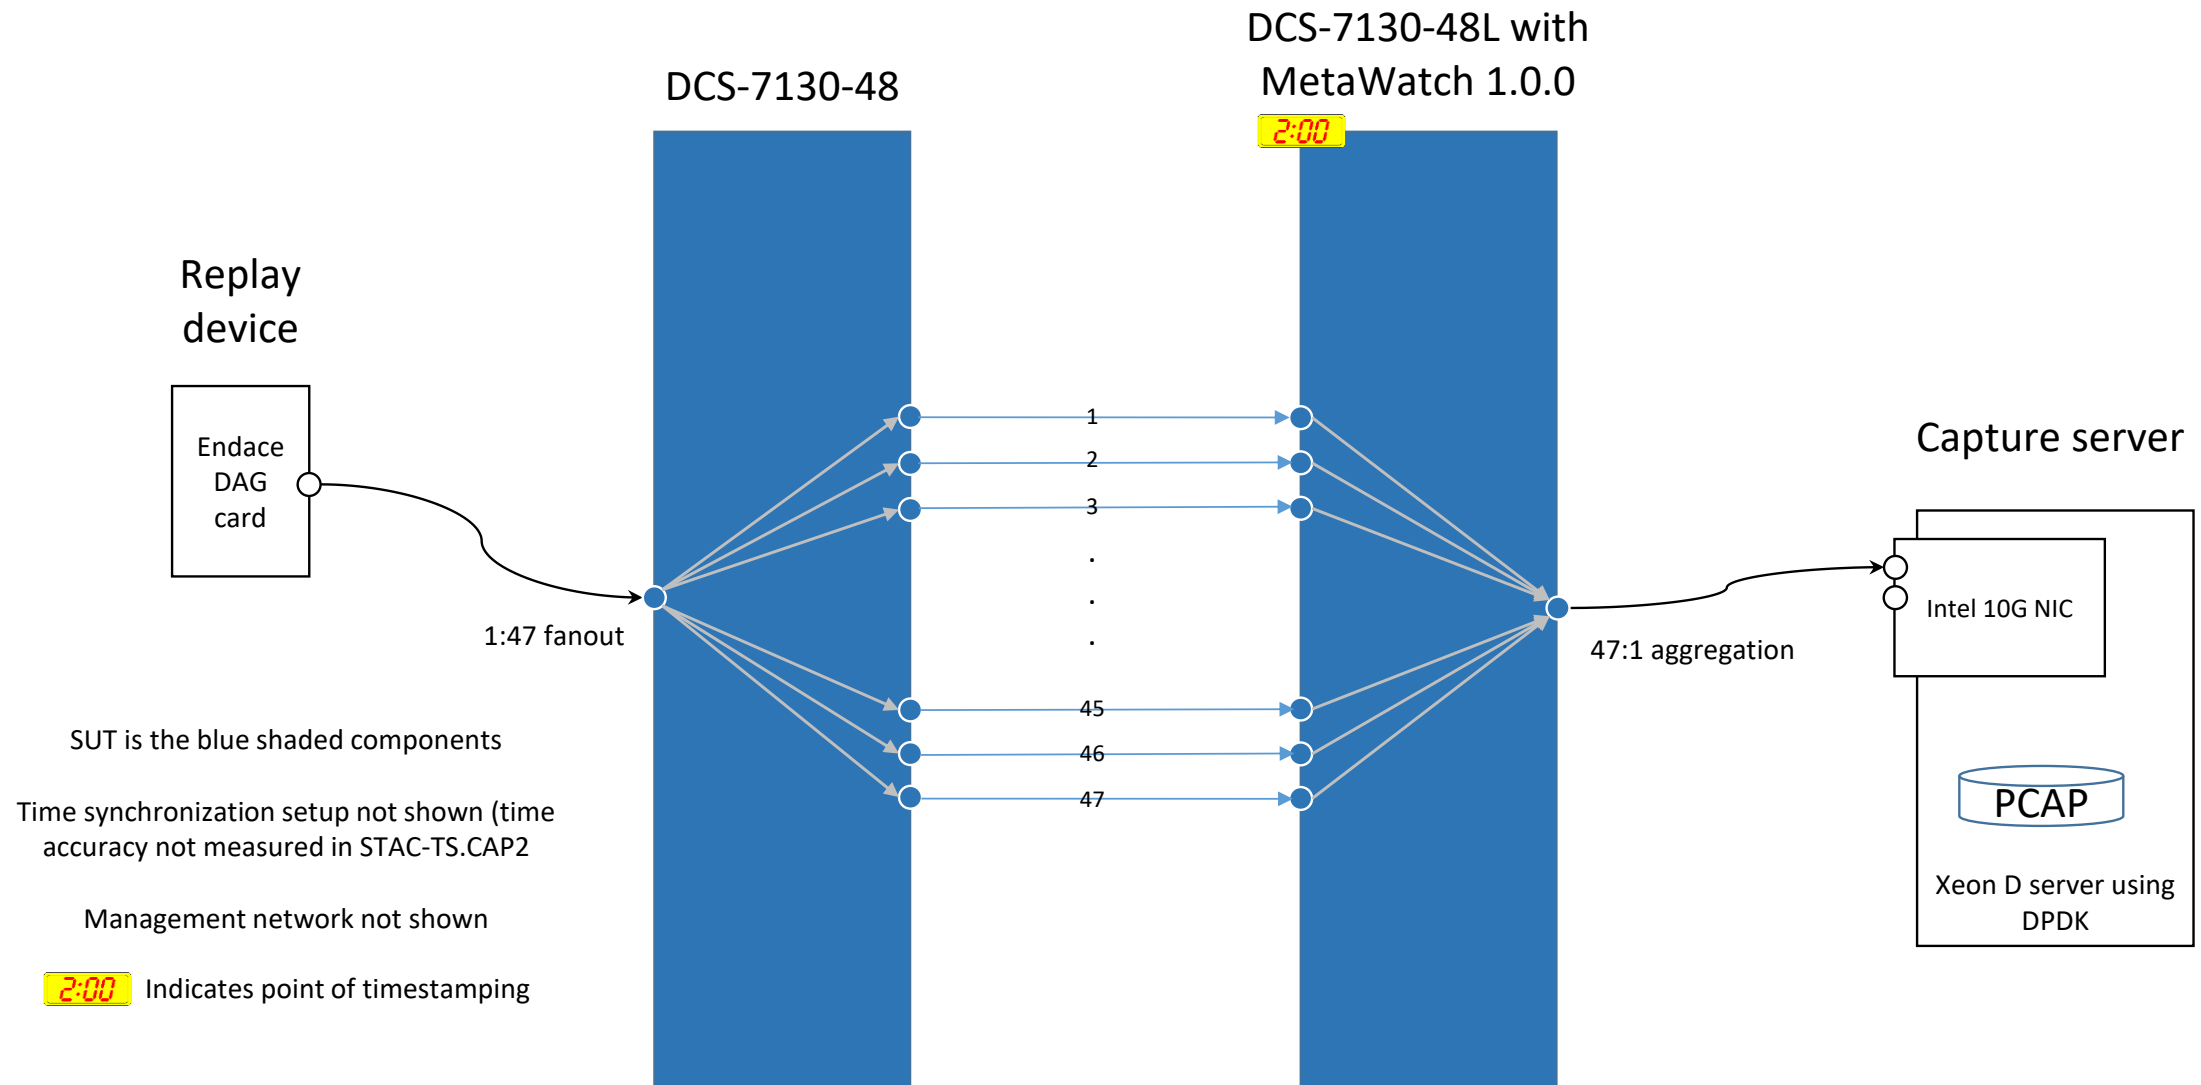 DCS-7130-48L with
MetaWatch 1.0.0
DCS-7130-48
2:00
Replay
device
Endace
DAG
card
1:47 fanout
1
2
3
.
.
.
45
46
47
47:1 aggregation
Capture server
Intel 10G NIC
PCAP
Xeon D server using
DPDK
SUT is the blue shaded components
Time synchronization setup not shown (time
accuracy not measured in STAC-TS.CAP2
Management network not shown
2:00 Indicates point of timestamping